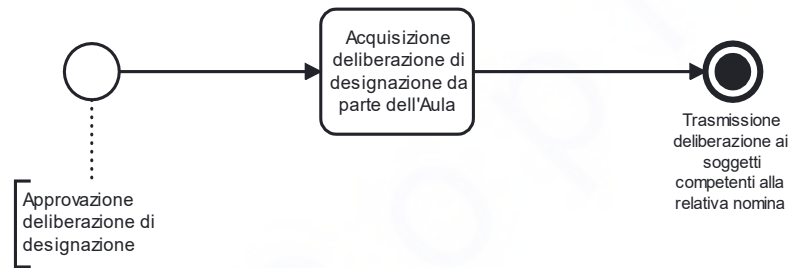 Acquisizione
deliberazione di
designazione da
parte dell'Aula
Trasmissione
deliberazione ai
soggetti
competenti alla
relativa nomina
Approvazione
deliberazione di
designazione